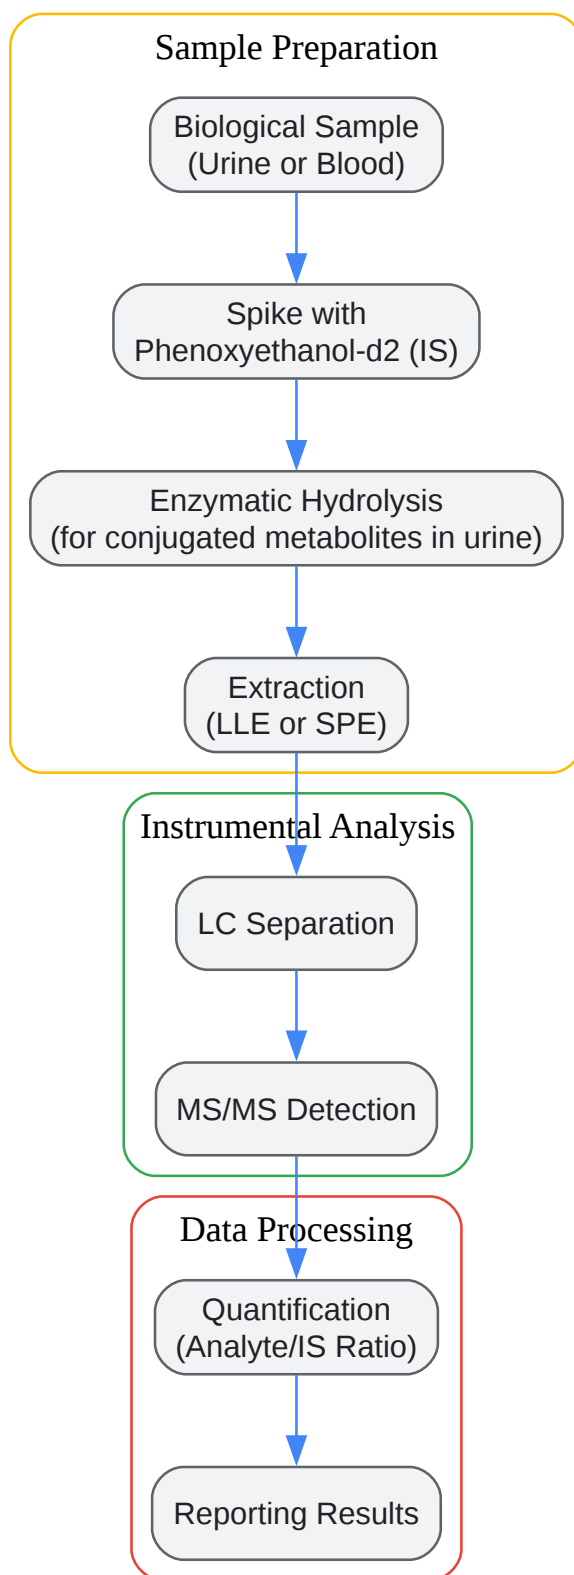 Sample Preparation
Biological Sample
(Urine or Blood)
Spike with
Phenoxyethanol-d2 (IS)
Enzymatic Hydrolysis
(for conjugated metabolites in urine)
Extraction
(LLE or SPE)
Instrumental Analysis
LC Separation
MS/MS Detection
Data Processing
Quantification
(Analyte/IS Ratio)
Reporting Results